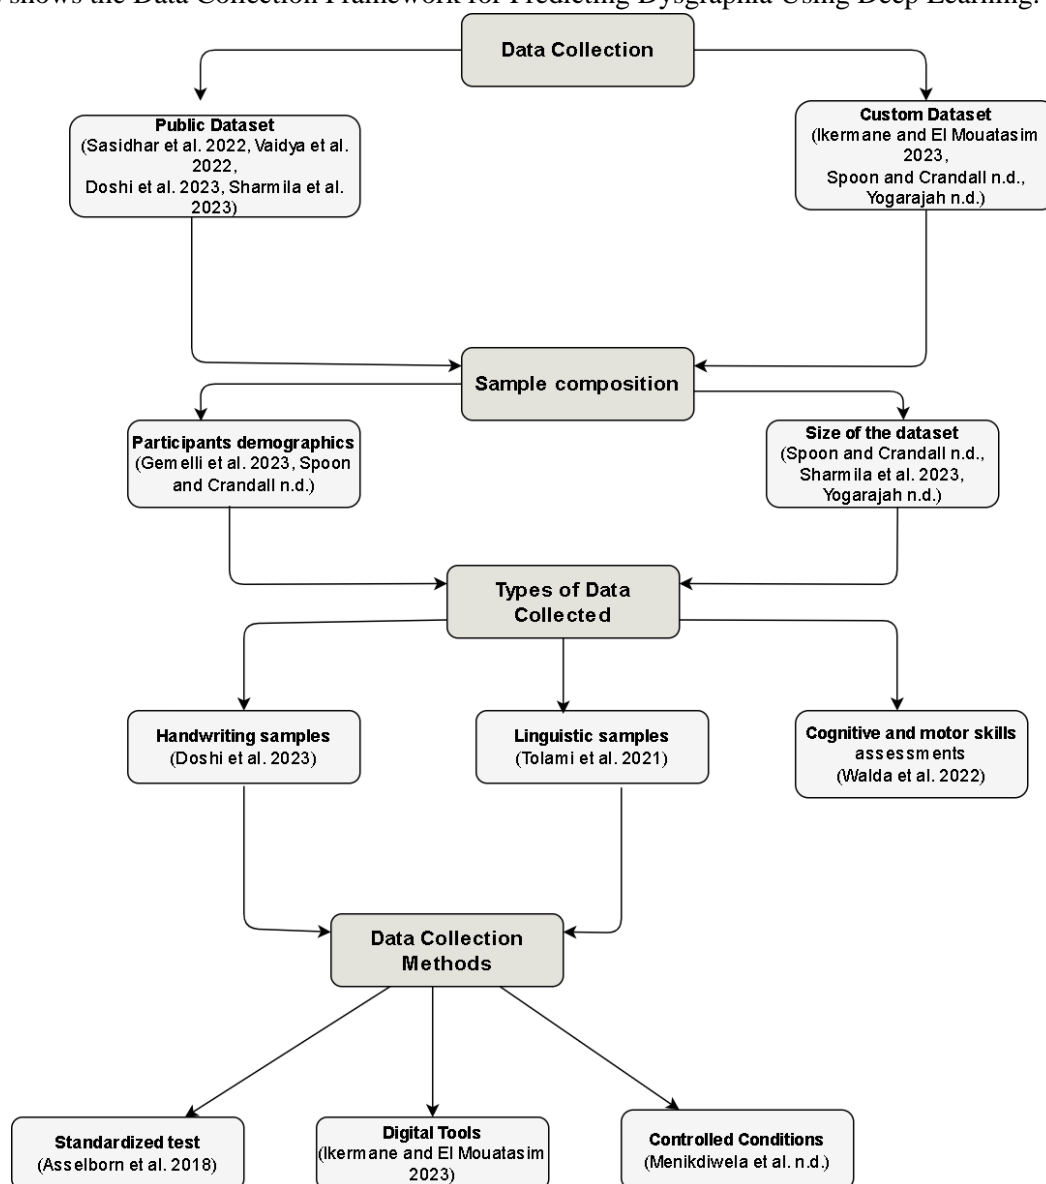 shows the Data Collection Framework for Predicting Dysgraphia Using Deep Learning.
Data Collection
Public Dataset
(Sasidhar et al. 2022, Vaidya et al.
2022,
Doshi et al. 2023, Sharmila et al.
2023)
Custom Dataset
(Ikermane and El Mouatasim
2023,
Spoon and Crandall n.d.,
Yogarajah n.d.)
Sample composition
Participants demographics
(Gemelli et al. 2023, Spoon
and Crandall n.d.)
Size of the dataset
(Spoon and Crandall n.d.,
Sharmila et al. 2023,
Yogarajah n.d.)
Types of Data
Collected
Handwriting samples
(Doshi et al. 2023)
Linguistic samples
(Tolami et al. 2021)
Cognitive and motor skills
assessments
(Walda et al. 2022)
Data Collection
Methods
Standardized test
(Asselborn et al. 2018)
Digital Tools
(Ikermane and El Mouatasim
2023)
Controlled Conditions
(Menikdiwela et al. n.d.)